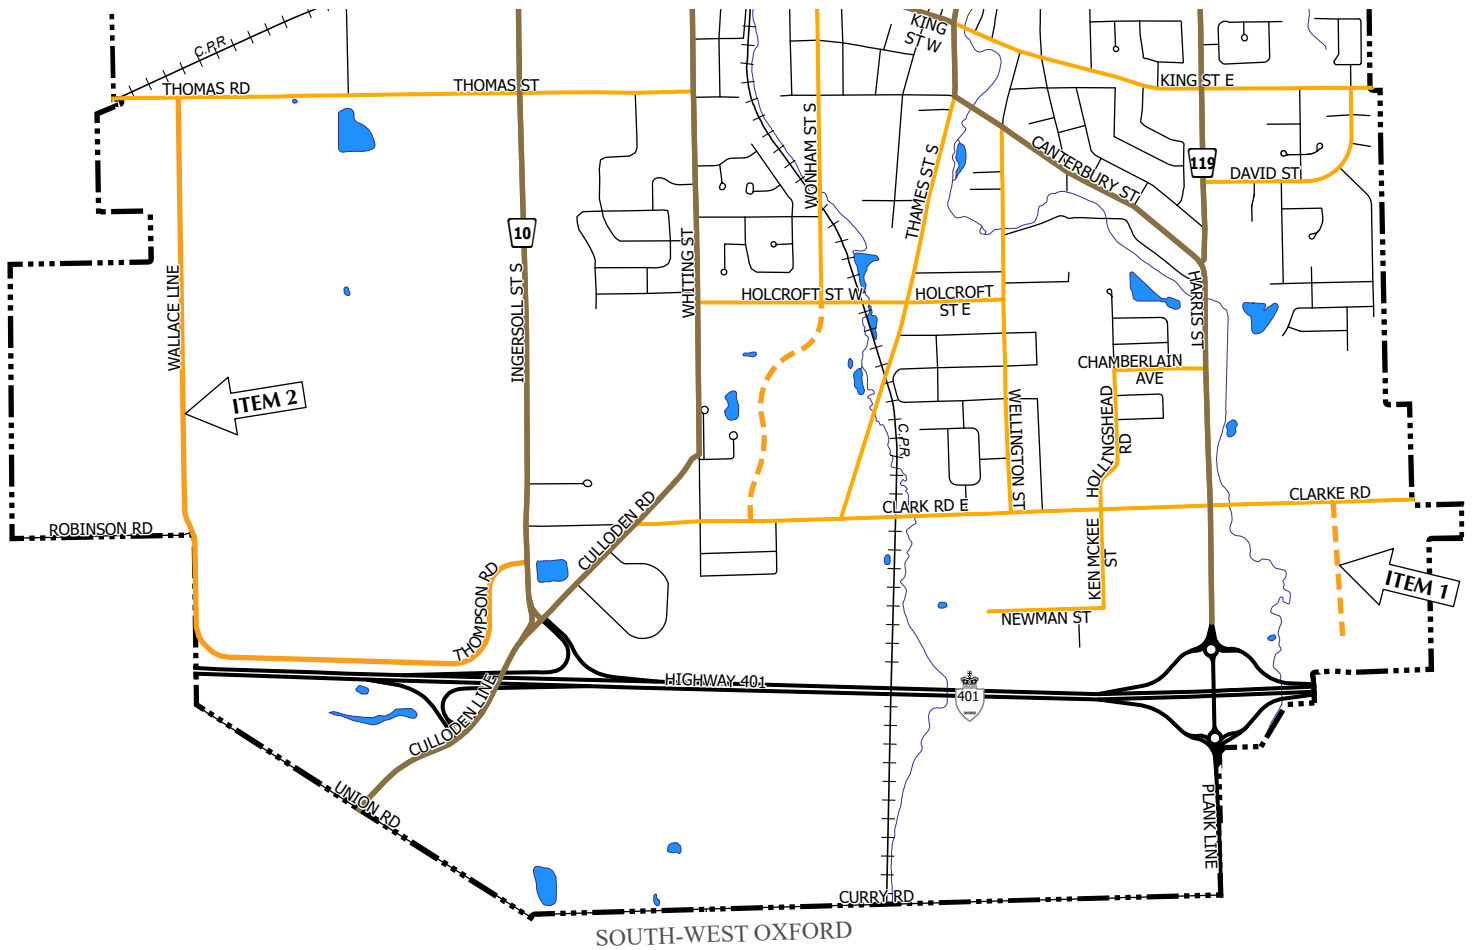 C.P.R
KING
ST W
THOMAS RD
THOMAS ST
KING ST E
WONHAM ST S
THAMES ST S
CANTERBURY ST
119
DAVID ST
10
WALLACE LINE
INGERSOLL ST S
WHITING ST
HOLCROFT ST W
HOLCROFT
ST E
HARRIS ST
CHAMBERLAIN
AVE
ITEM 2
WELLINGTON ST
HOLLINGSHEAD
RD
C.P.R
ROBINSON RD
CULLODEN RD
CLARK RD E
CLARKE RD
KEN MCKEE
ST
ITEM 1
THOMPSON RD
NEWMAN ST
HIGHWAY 401
401
ONTARIO
CULLODEN LINE
UNION RD
PLANK LINE
CURRY RD
SOUTH-WEST OXFORD